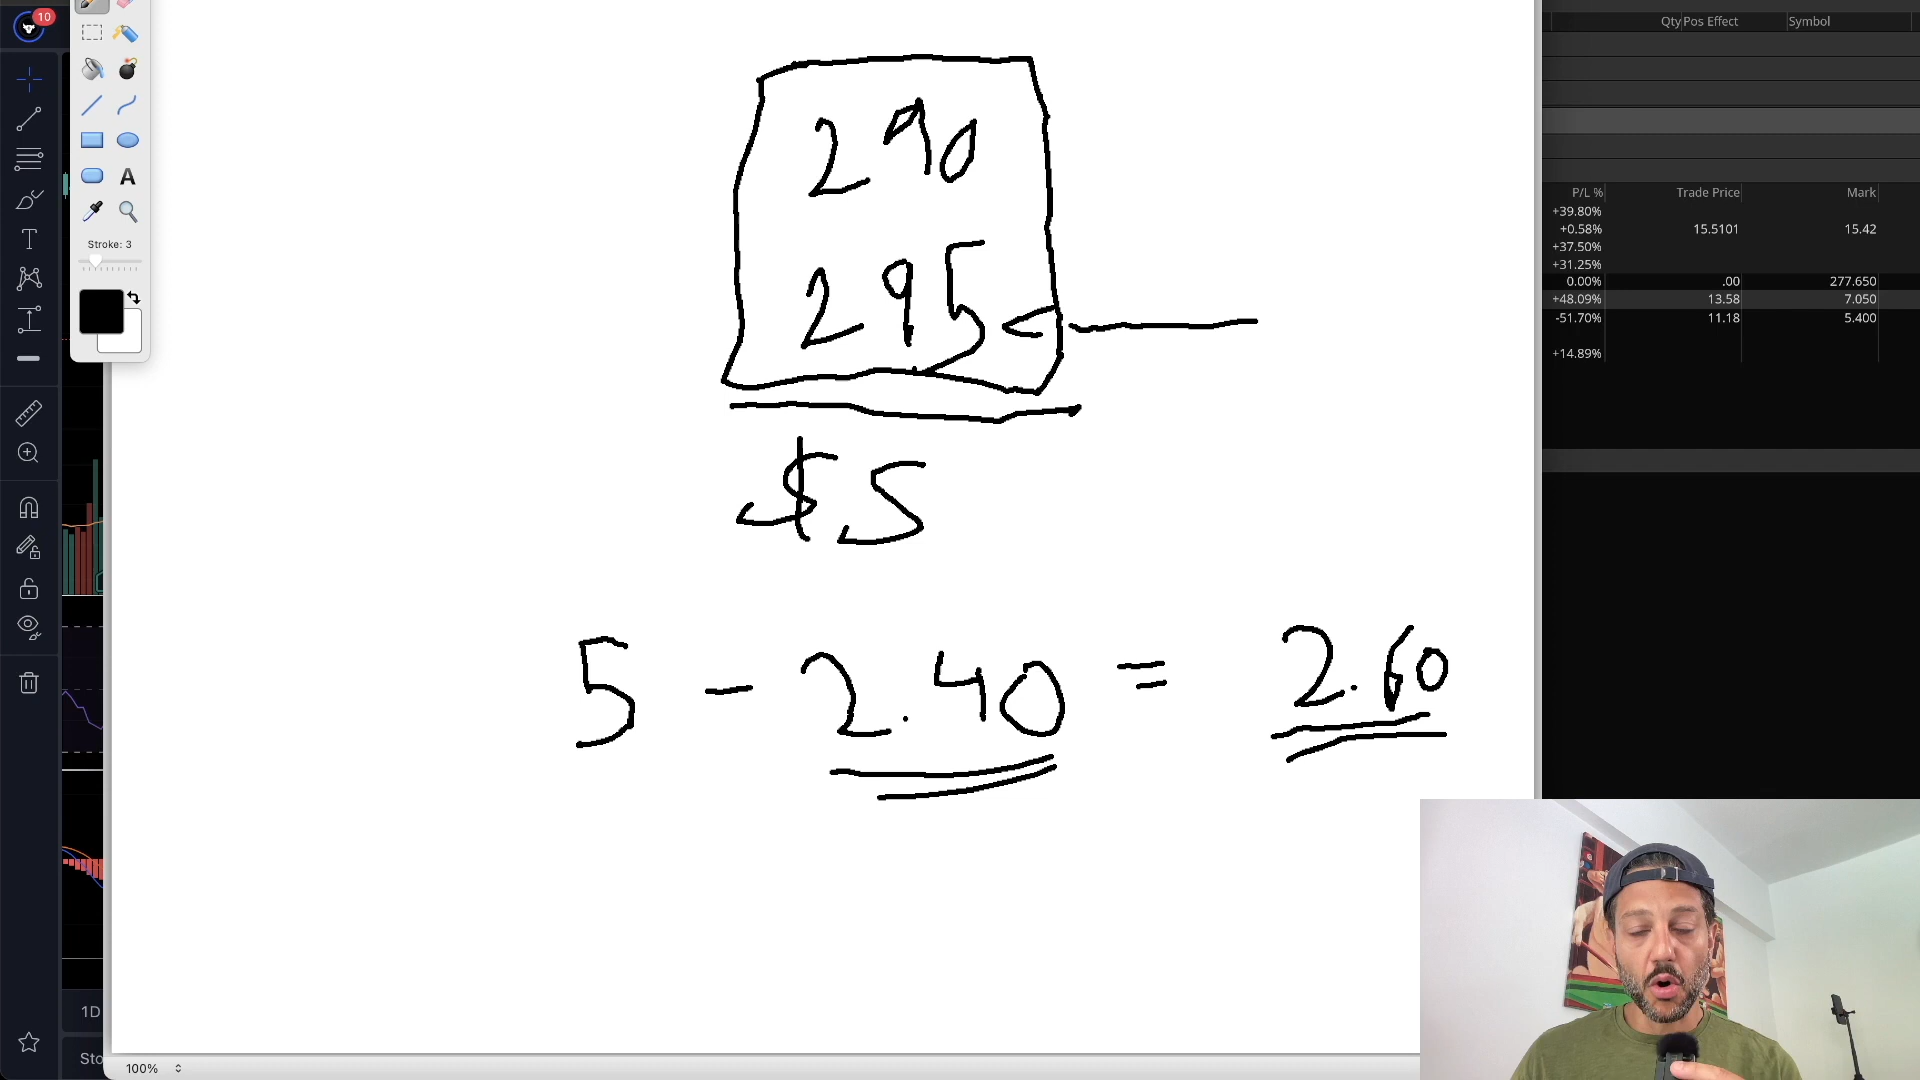 10
Qty Pos Effect Symbol
290
295
$5
5 - 2.40 = 2.60
Stroke: 3
P/L % Trade Price Mark
+39.80%
+0.58% 15.5101 15.42
+37.50%
+31.25%
0.00% .00 277.650
+48.09% 13.58 7.050
-51.70% 11.18 5.400
+14.89%
1D
Sto
100%